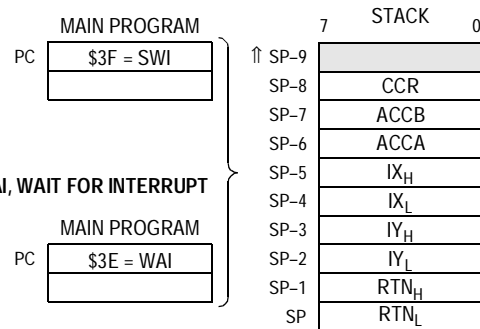 MAIN PROGRAM
PC $3F = SWI
AI, WAIT FOR INTERRUPT
MAIN PROGRAM
PC $3E = WAI
STACK
7 0
⇑ SP–9
SP–8 CCR
SP–7 ACCB
SP–6 ACCA
SP–5 IXH
SP–4 IXL
SP–3 IYH
SP–2 IYL
SP–1 RTNH
SP RTNL